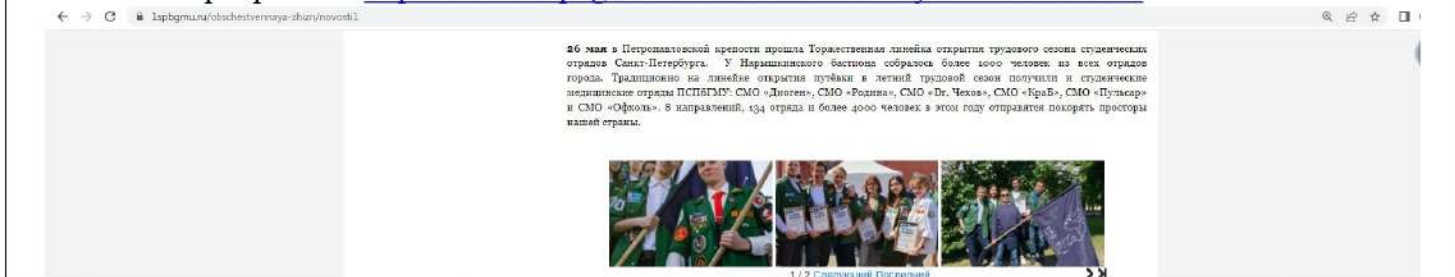 1spbgmu.ru/obschestvennaya-zhizn/novosti1
26 мая в Петропавловской крепости прошла Торжественная линейка открытия трудового сезона студенческих
отрядов Санкт-Петербурга. У Нарышкинского бастиона собралось более 1000 человек из всех отрядов
города. Традиционно на линейке открытия путёвки в летний трудовой сезон получили и студенческие
медицинские отряды ПСПбГМУ: СМО «Диоген», СМО «Родина», СМО «Dr. Чехов», СМО «КраБ», СМО «Пульсар»
и СМО «Офколь». 8 направлений, 134 отряда и более 4000 человек в этом году отправятся покорять просторы
нашей страны.
1 / 2 Следующий Последний